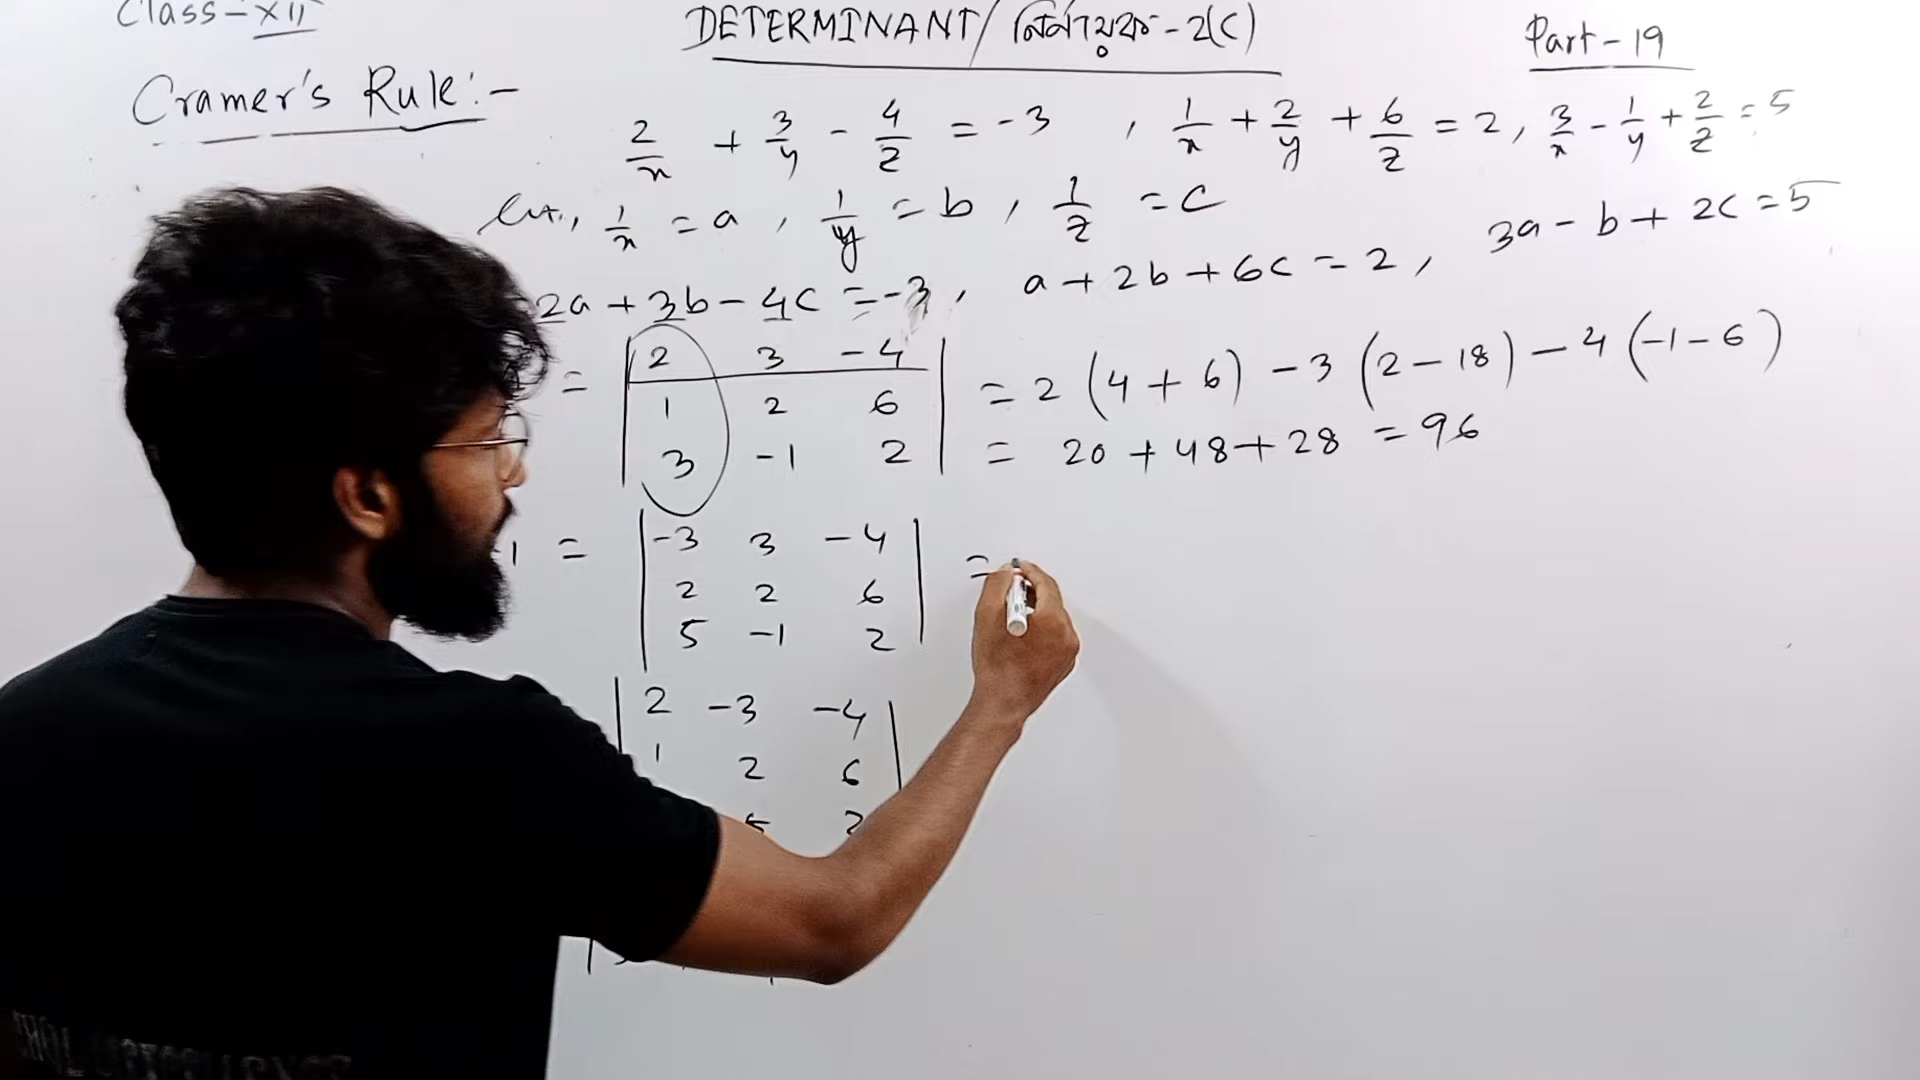 Class-XII
DETERMINANT/ -2(C)
Part-19
Cramer's Rule:-
2/x + 3/y - 4/z = -3 , 1/x + 2/y + 6/z = 2, 3/x - 1/y + 2/z = 5
Let, 1/x = a , 1/y = b , 1/z = c
2a + 3b - 4c = -3, a + 2b + 6c = 2, 3a - b + 2c = 5
= | 2 3 -4 | = 2 (4 + 6) - 3 (2 - 18) - 4 (-1 - 6)
1 2 6
3 -1 2 = 20 + 48 + 28 = 96
1 = | -3 3 -4 | =
2 2 6
5 -1 2
| 2 -3 -4 |
1 2 6
5 2